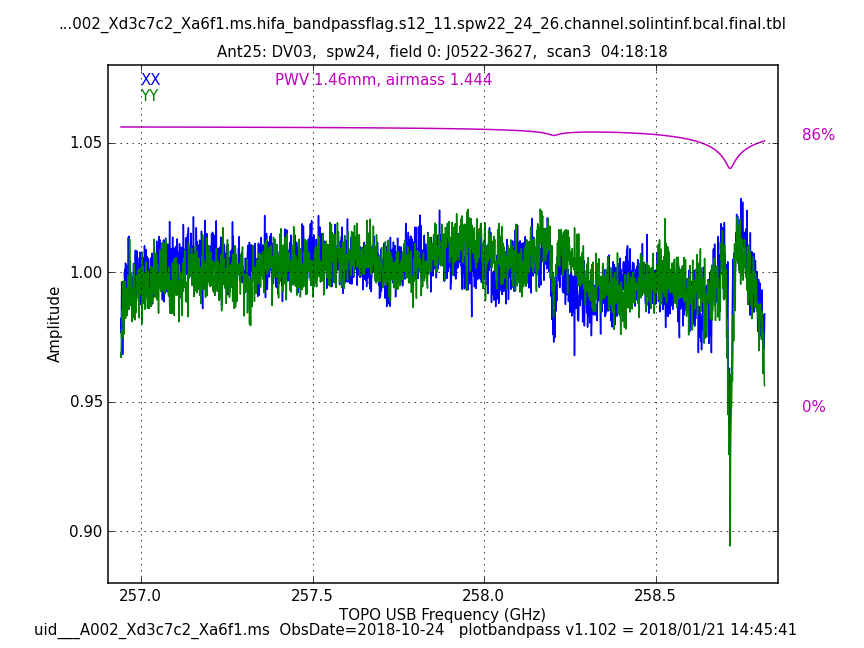 ...002_Xd3c7c2_Xa6f1.ms.hifa_bandpassflag.s12_11.spw22_24_26.channel.solintinf.bcal.final.tbl
Ant25: DV03, spw24, field 0: J0522-3627, scan3 04:18:18
XX
PWV 1.46mm, airmass 1.444
YY
86%
1.05
1.00
Amplitude
0.95
0%
0.90
257.0 257.5 258.0 258.5
TOPO USB Frequency (GHz)
uid___A002_Xd3c7c2_Xa6f1.ms ObsDate=2018-10-24 plotbandpass v1.102 = 2018/01/21 14:45:41